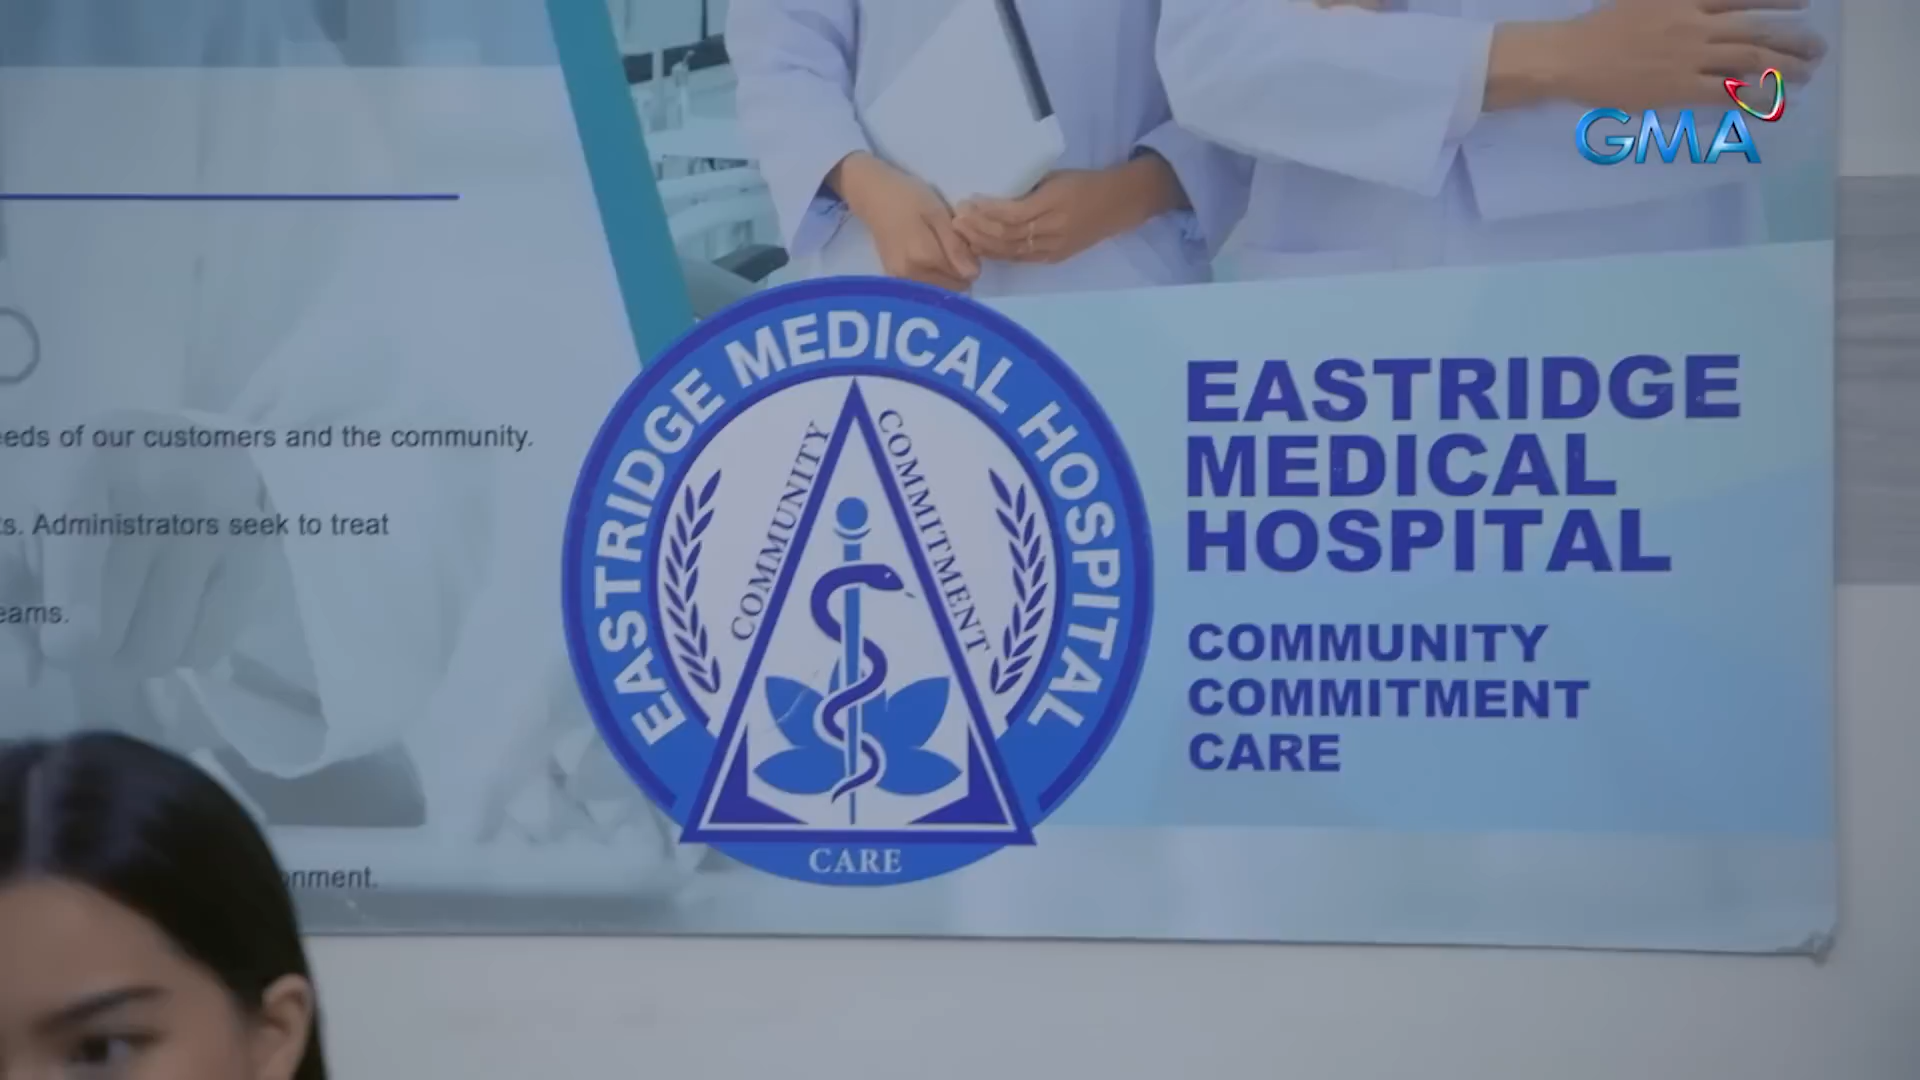 GMA
eds of our customers and the community.
s. Administrators seek to treat
eams.
onment.
EASTRIDGE MEDICAL HOSPITAL
COMMUNITY
COMMITMENT
CARE
EASTRIDGE
MEDICAL
HOSPITAL
COMMUNITY
COMMITMENT
CARE